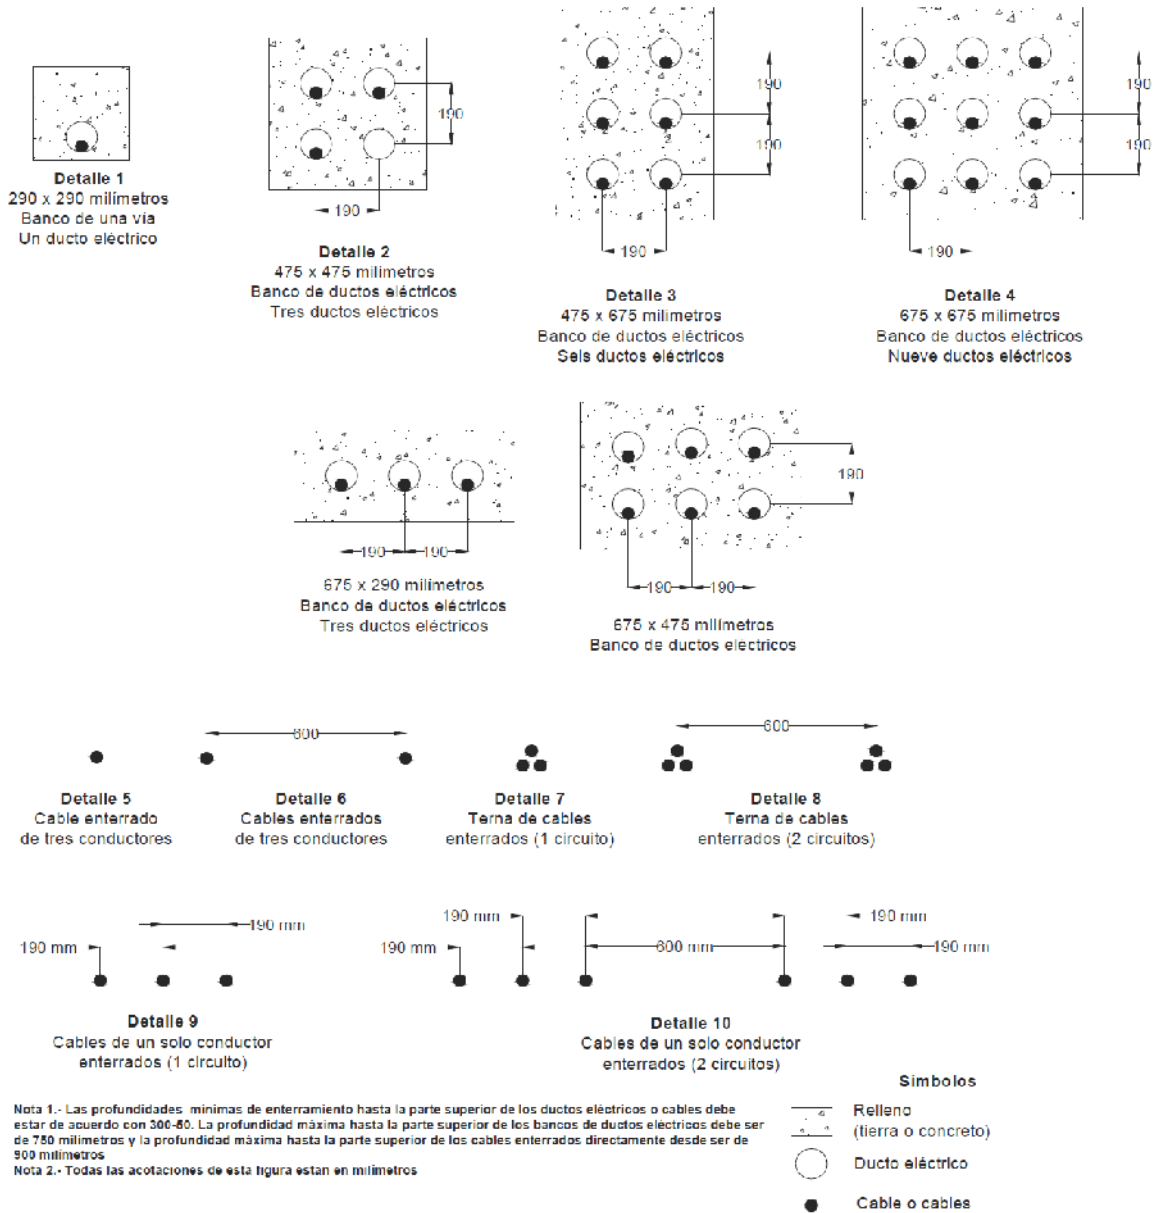 Detalle 1
290 x 290 milímetros
Banco de una vía
Un ducto eléctrico
190
190
Detalle 2
475 x 475 milímetros
Banco de ductos eléctricos
Tres ductos eléctricos
190
190
190
Detalle 3
475 x 675 milímetros
Banco de ductos eléctricos
Seis ductos eléctricos
190
190
190
Detalle 4
675 x 675 milímetros
Banco de ductos eléctricos
Nueve ductos eléctricos
190 190
675 x 290 milímetros
Banco de ductos eléctricos
Tres ductos eléctricos
190
190 190
675 x 475 milímetros
Banco de ductos eléctricos
Detalle 5
Cable enterrado
de tres conductores
600
Detalle 6
Cables enterrados
de tres conductores
Detalle 7
Terna de cables
enterrados (1 circuito)
600
Detalle 8
Terna de cables
enterrados (2 circuitos)
190 mm
190 mm
Detalle 9
Cables de un solo conductor
enterrados (1 circuito)
190 mm
190 mm
600 mm
190 mm
190 mm
Detalle 10
Cables de un solo conductor
enterrados (2 circuitos)
Nota 1.- Las profundidades mínimas de enterramiento hasta la parte superior de los ductos eléctricos o cables debe
estar de acuerdo con 300-50. La profundidad máxima hasta la parte superior de los bancos de ductos eléctricos debe ser
de 750 milímetros y la profundidad máxima hasta la parte superior de los cables enterrados directamente desde ser de
900 milímetros
Nota 2.- Todas las acotaciones de esta figura están en milímetros
Símbolos
Relleno
(tierra o concreto)
Ducto eléctrico
Cable o cables